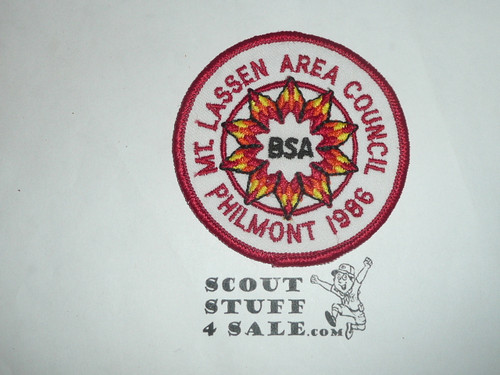 MT. LASSEN AREA COUNCIL
BSA
PHILMONT 1986
SCOUT
STUFF
4 SALE.COM